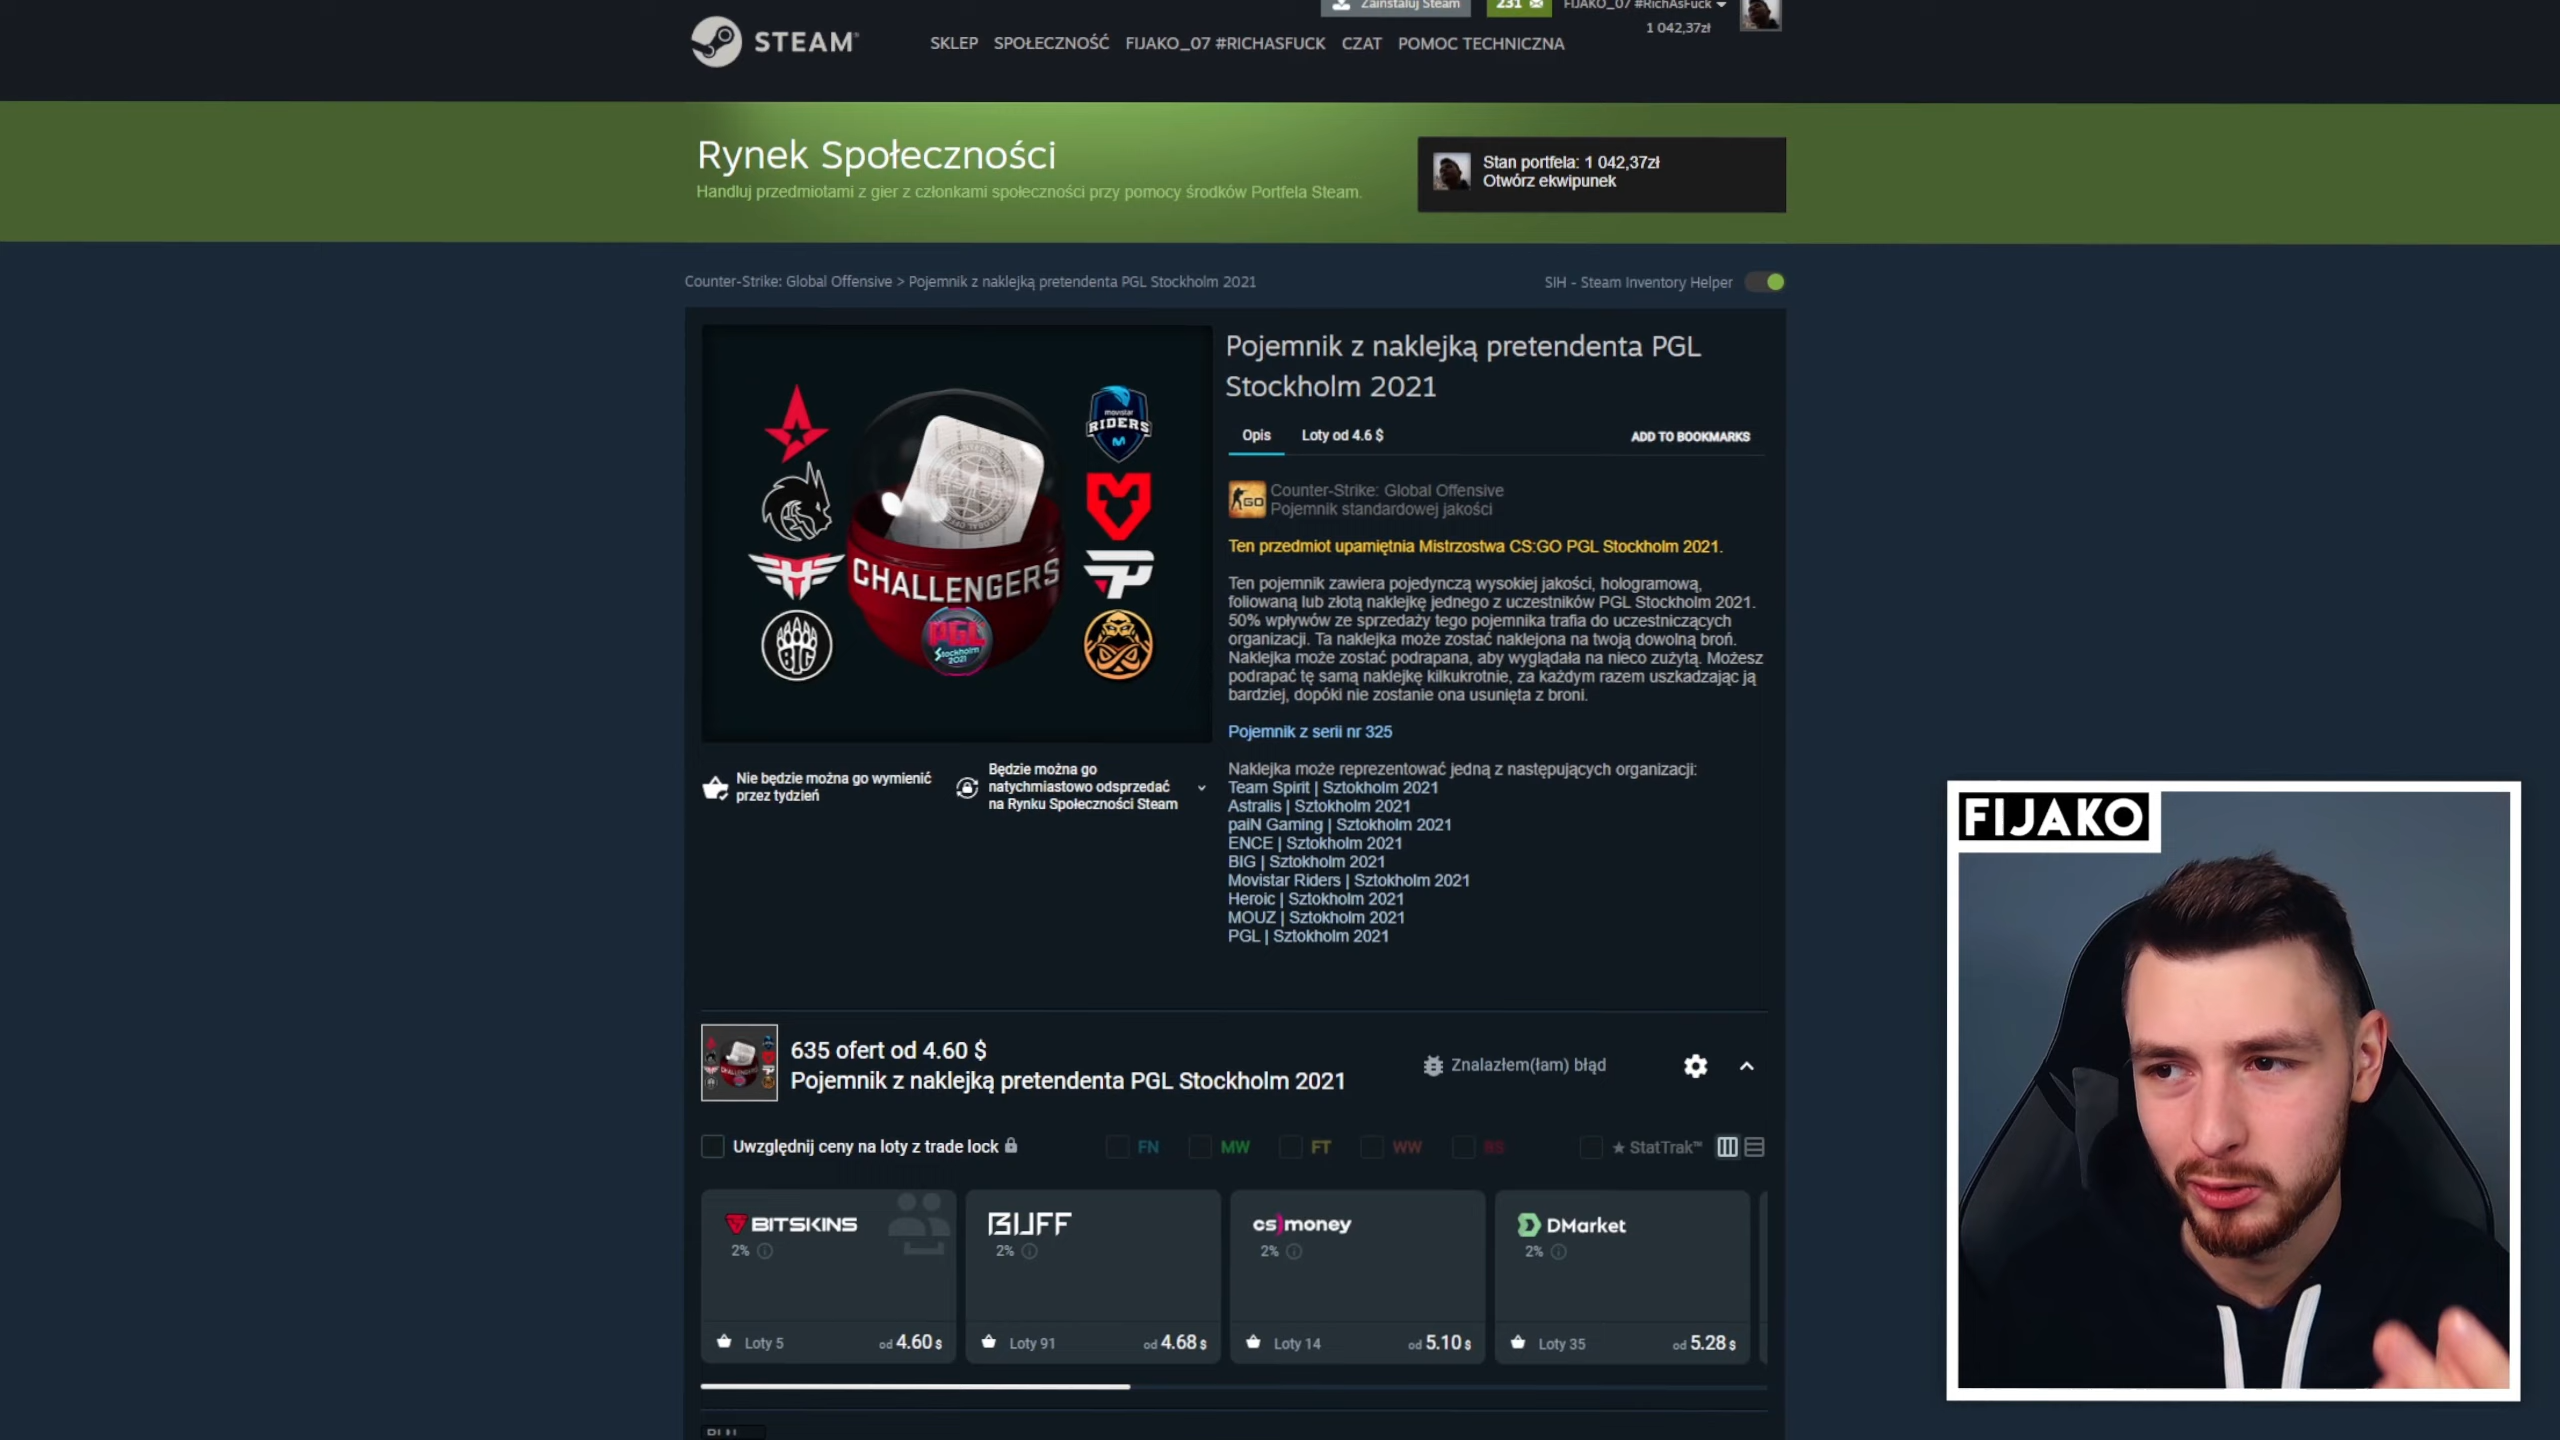 Zainstaluj Steam
231
FIJAKO_07 #RichAsFuck
1 042,37zł
STEAM
SKLEP SPOŁECZNOŚĆ FIJAKO_07 #RICHASFUCK CZAT POMOC TECHNICZNA
Rynek Społeczności
Handluj przedmiotami z gier z członkami społeczności przy pomocy środków Portfela Steam.
Stan portfela: 1 042,37zł
Otwórz ekwipunek
Counter-Strike: Global Offensive > Pojemnik z naklejką pretendenta PGL Stockholm 2021
SIH - Steam Inventory Helper
movistar
RIDERS
CHALLENGERS
BIG
PGL
Stockholm
2021
Pojemnik z naklejką pretendenta PGL
Stockholm 2021
Opis Loty od 4.6 $ ADD TO BOOKMARKS
GO
Counter-Strike: Global Offensive
Pojemnik standardowej jakości
Ten przedmiot upamiętnia Mistrzostwa CS:GO PGL Stockholm 2021.
Ten pojemnik zawiera pojedynczą wysokiej jakości, hologramową,
foliowaną lub złotą naklejkę jednego z uczestników PGL Stockholm 2021.
50% wpływów ze sprzedaży tego pojemnika trafia do uczestniczących
organizacji. Ta naklejka może zostać naklejona na twoją dowolną broń.
Naklejka może zostać podrapana, aby wyglądała na nieco zużytą. Możesz
podrapać tę samą naklejkę kilkukrotnie, za każdym razem uszkadzając ją
bardziej, dopóki nie zostanie ona usunięta z broni.
Pojemnik z serii nr 325
Naklejka może reprezentować jedną z następujących organizacji:
Team Spirit | Sztokholm 2021
Astralis | Sztokholm 2021
paiN Gaming | Sztokholm 2021
ENCE | Sztokholm 2021
BIG | Sztokholm 2021
Movistar Riders | Sztokholm 2021
Heroic | Sztokholm 2021
MOUZ | Sztokholm 2021
PGL | Sztokholm 2021
Nie będzie można go wymienić
przez tydzień
Będzie można go
natychmiastowo odsprzedać
na Rynku Społeczności Steam
635 ofert od 4.60 $
Pojemnik z naklejką pretendenta PGL Stockholm 2021
Znalazłem(łam) błąd
Uwzględnij ceny na loty z trade lock
FN MW FT WW BS ★ StatTrak™
BITSKINS
2%
Loty 5 od 4.60 $
BUFF
2%
Loty 91 od 4.68 $
cs money
2%
Loty 14 od 5.10 $
DMarket
2%
Loty 35 od 5.28 $
FIJAKO